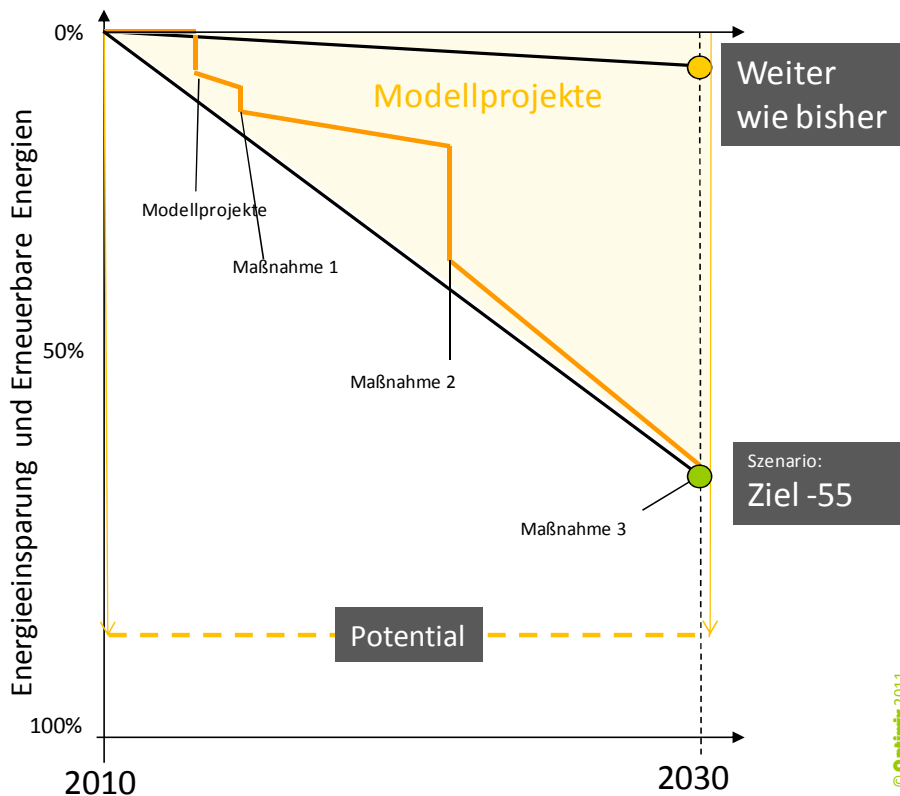 0%
Weiter
wie bisher
Modellprojekte
Modellprojekte
Maßnahme 1
50%
Maßnahme 2
Szenario:
Ziel -55
Maßnahme 3
Potential
100%
2010
2030
Energieeinsparung und Erneuerbare Energien
© Optimix 2011